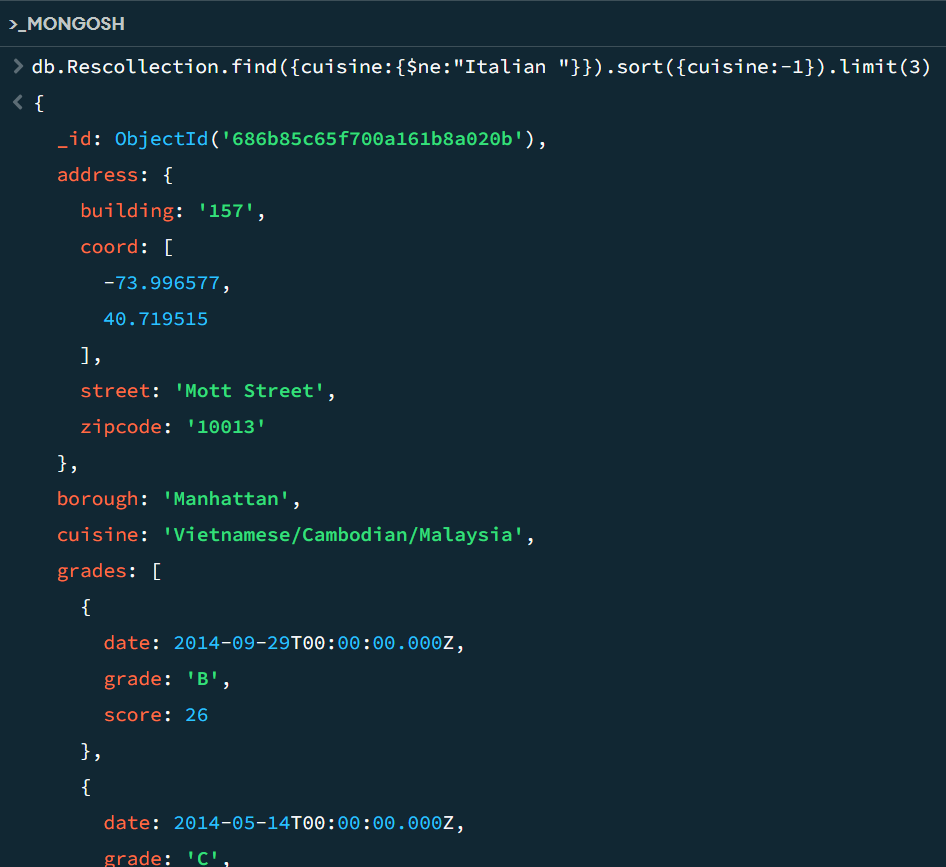 >_MONGOSH
> db.Rescollection.find({cuisine:{$ne:"Italian "}}).sort({cuisine:-1}).limit(3)
< {
_id: ObjectId('686b85c65f700a161b8a020b'),
address: {
building: '157',
coord: [
-73.996577,
40.719515
],
street: 'Mott Street',
zipcode: '10013'
},
borough: 'Manhattan',
cuisine: 'Vietnamese/Cambodian/Malaysia',
grades: [
{
date: 2014-09-29T00:00:00.000Z,
grade: 'B',
score: 26
},
{
date: 2014-05-14T00:00:00.000Z,
grade: 'C',